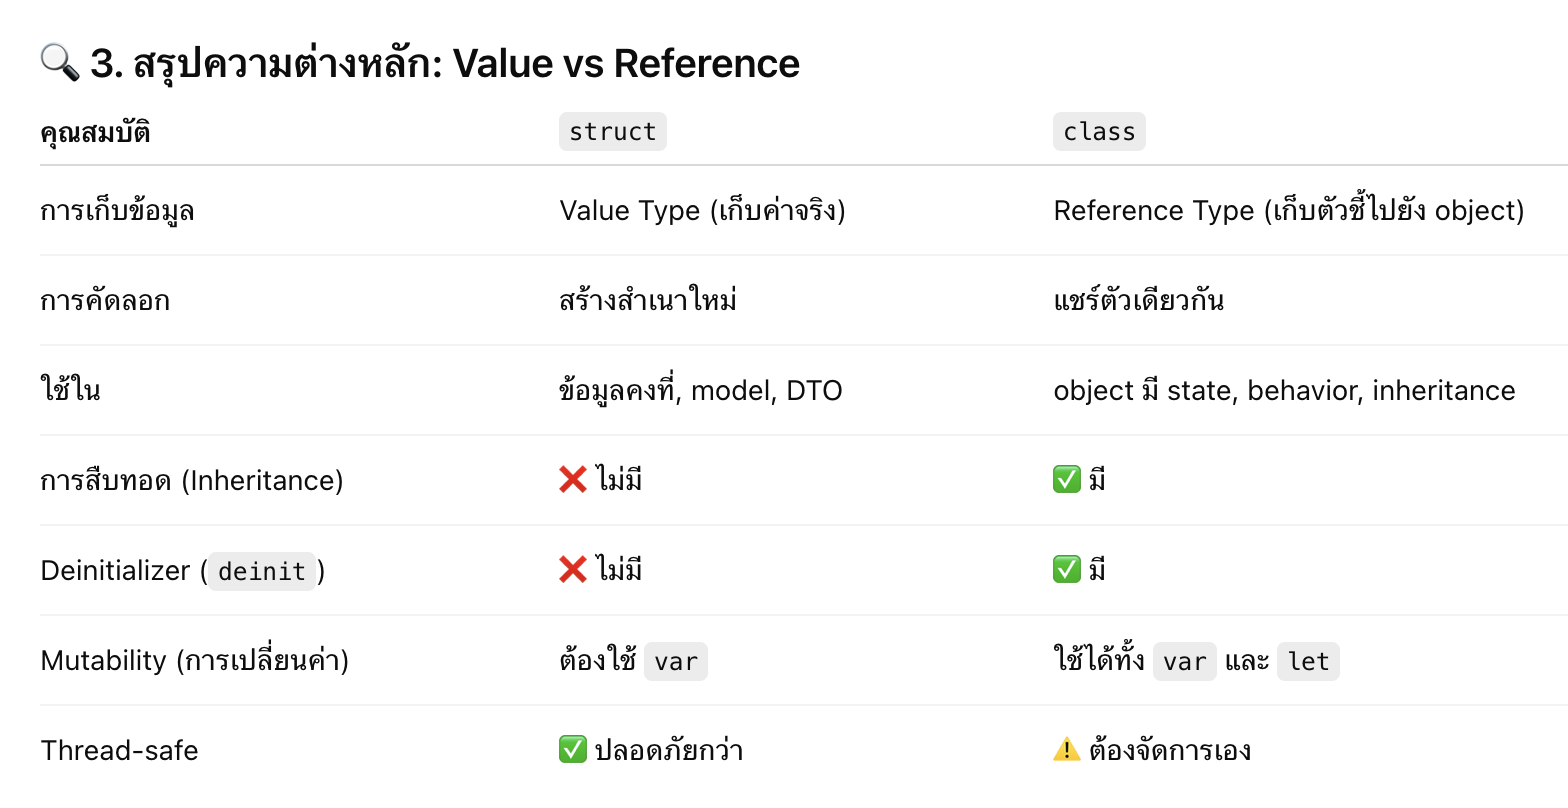 🔍 3. สรุปความต่างหลัก: Value vs Reference
คุณสมบัติ struct class
การเก็บข้อมูล Value Type (เก็บค่าจริง) Reference Type (เก็บตัวชี้ไปยัง object)
การคัดลอก สร้างสำเนาใหม่ แชร์ตัวเดียวกัน
ใช้ใน ข้อมูลคงที่, model, DTO object มี state, behavior, inheritance
การสืบทอด (Inheritance) ❌ ไม่มี ✅ มี
Deinitializer (deinit) ❌ ไม่มี ✅ มี
Mutability (การเปลี่ยนค่า) ต้องใช้ var ใช้ได้ทั้ง var และ let
Thread-safe ✅ ปลอดภัยกว่า ⚠️ ต้องจัดการเอง